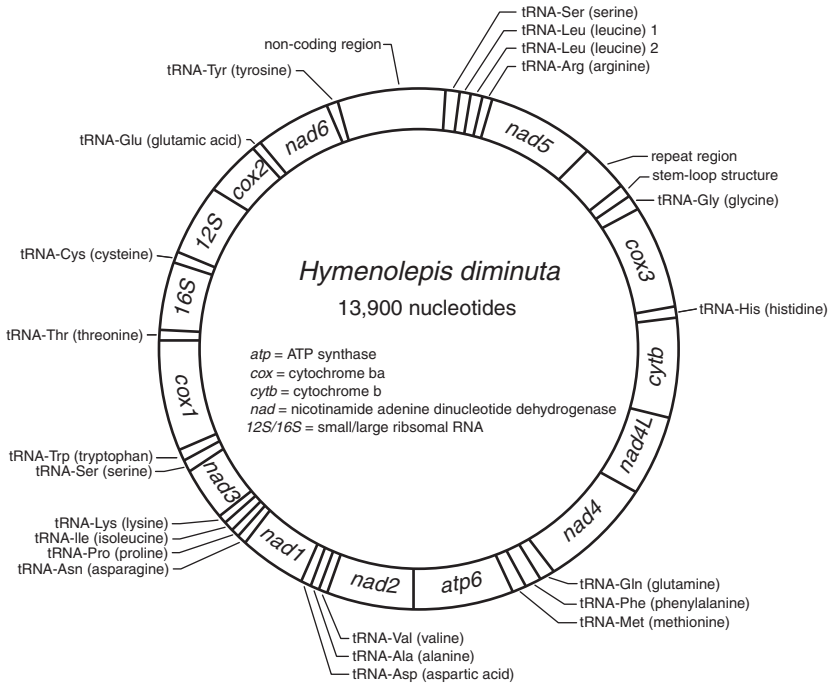 tRNA-Ser (serine)
tRNA-Leu (leucine) 1
tRNA-Leu (leucine) 2
tRNA-Arg (arginine)
non-coding region
tRNA-Tyr (tyrosine)
nad6
nad5
tRNA-Glu (glutamic acid)
cox2
repeat region
stem-loop structure
tRNA-Gly (glycine)
12S
cox3
tRNA-Cys (cysteine)
16S
Hymenolepis diminuta
13,900 nucleotides
tRNA-His (histidine)
tRNA-Thr (threonine)
atp = ATP synthase
cox = cytochrome ba
cytb = cytochrome b
nad = nicotinamide adenine dinucleotide dehydrogenase
12S/16S = small/large ribsomal RNA
cytb
cox1
nad4L
tRNA-Trp (tryptophan)
tRNA-Ser (serine)
nad3
nad4
tRNA-Lys (lysine)
tRNA-Ile (isoleucine)
tRNA-Pro (proline)
tRNA-Asn (asparagine)
nad1
nad2
atp6
tRNA-Gln (glutamine)
tRNA-Phe (phenylalanine)
tRNA-Met (methionine)
tRNA-Val (valine)
tRNA-Ala (alanine)
tRNA-Asp (aspartic acid)